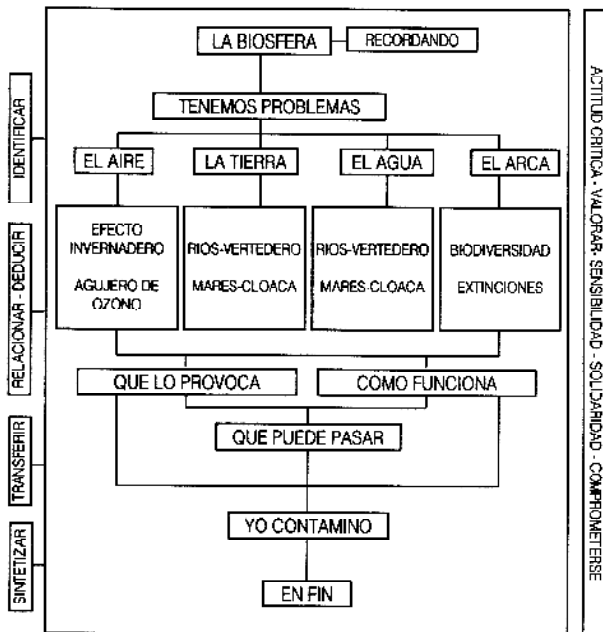 LA BIOSFERA
RECORDANDO
TENEMOS PROBLEMAS
EL AIRE
LA TIERRA
EL AGUA
EL ARCA
EFECTO
INVERNADERO
AGUJERO DE
OZONO
RIOS-VERTEDERO
MARES-CLOACA
RIOS-VERTEDERO
MARES-CLOACA
BIODIVERSIDAD
EXTINCIONES
QUE LO PROVOCA
COMO FUNCIONA
QUE PUEDE PASAR
YO CONTAMINO
EN FIN
IDENTIFICAR
RELACIONAR - DEDUCIR
TRANSFERIR
SINTETIZAR
ACTITUD CRITICA - VALORAR- SENSIBILIDAD - SOLIDARIDAD - COMPROMETERSE